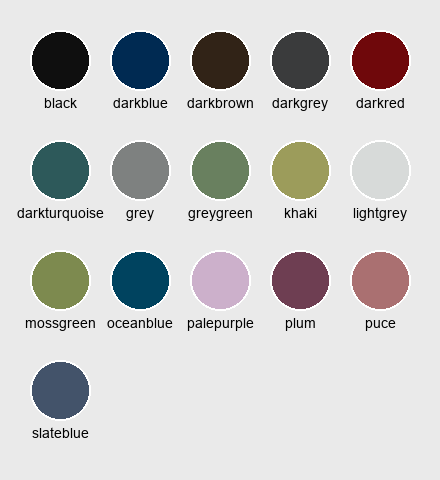 black darkblue darkbrown darkgrey darkred
darkturquoise grey greygreen khaki lightgrey
mossgreen oceanblue palepurple plum puce
slateblue